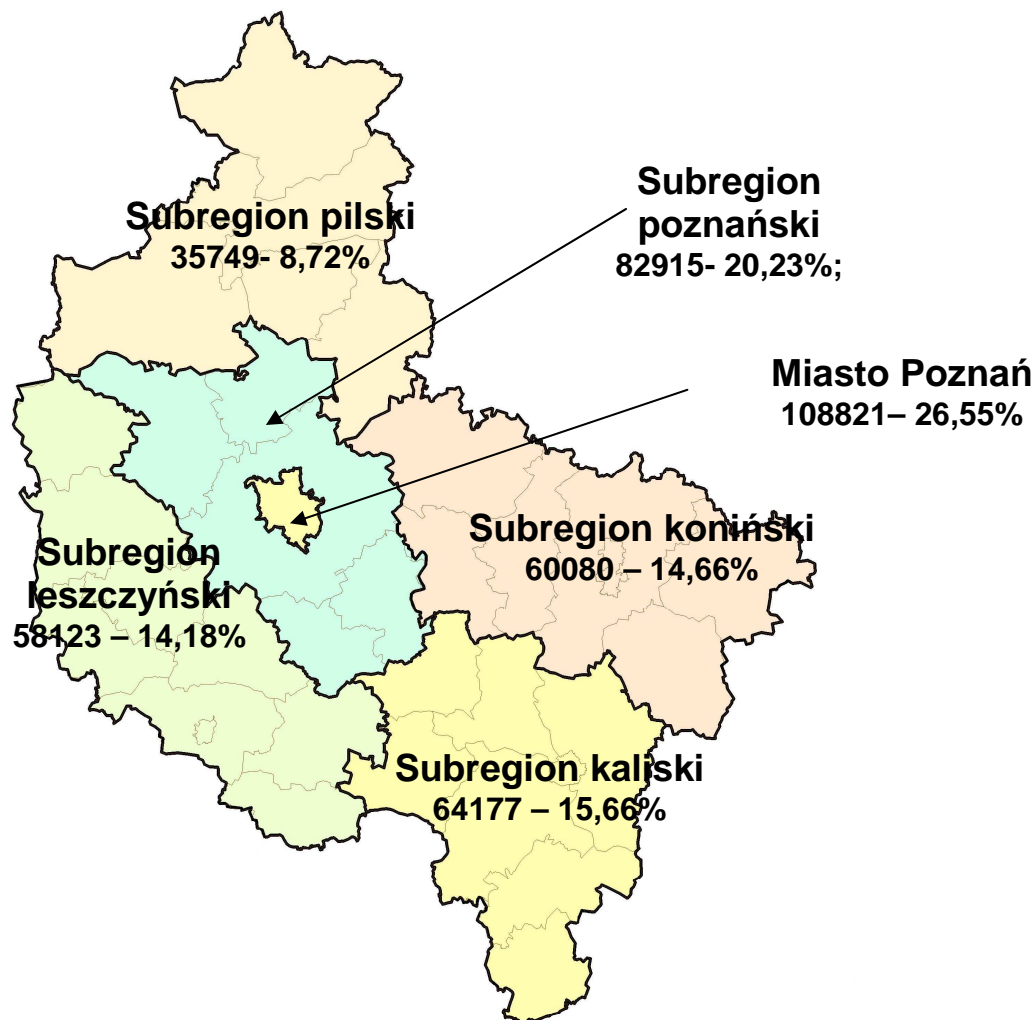 Subregion pilski
35749- 8,72%
Subregion
poznański
82915- 20,23%;
Miasto Poznań
108821– 26,55%
Subregion koniński
60080 – 14,66%
Subregion
leszczyński
58123 – 14,18%
Subregion kaliski
64177 – 15,66%